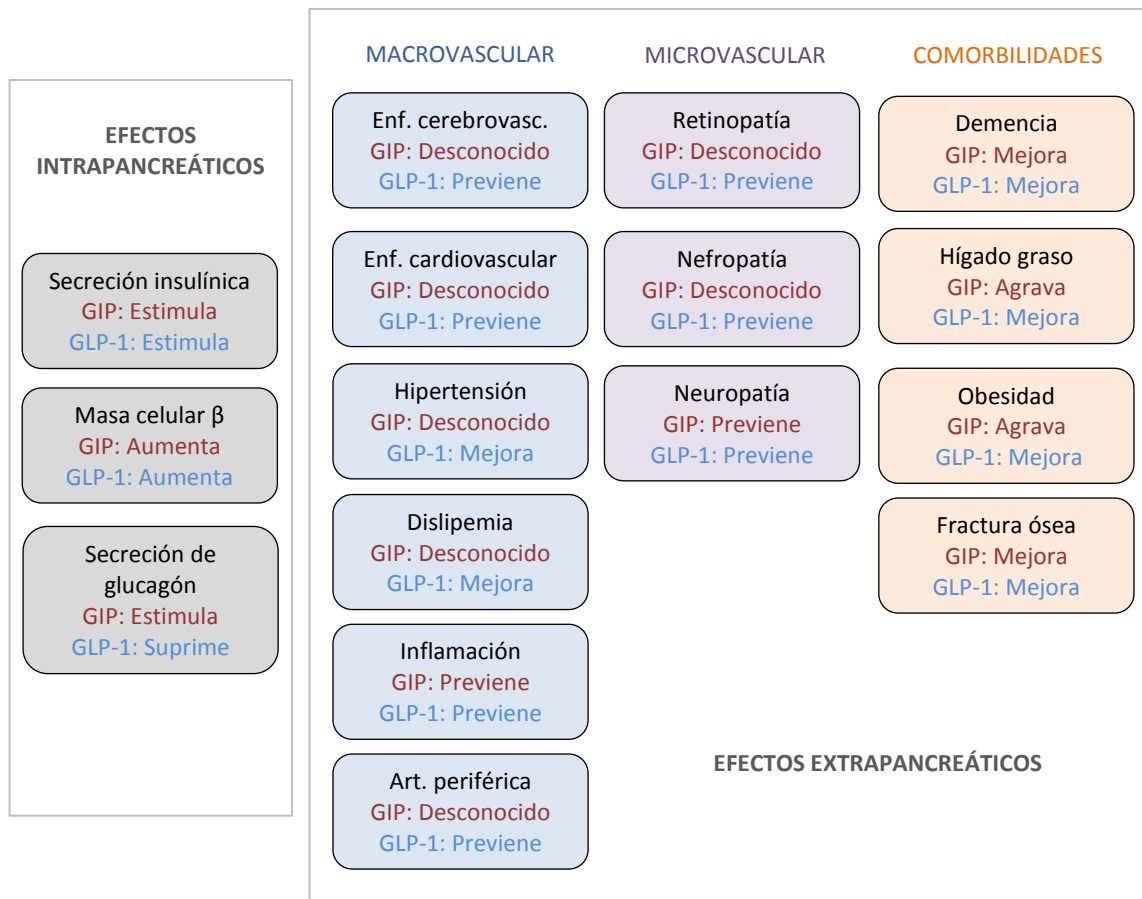 EFECTOS
INTRAPANCREÁTICOS
Secreción insulínica
GIP: Estimula
GLP-1: Estimula
Masa celular β
GIP: Aumenta
GLP-1: Aumenta
Secreción de
glucagón
GIP: Estimula
GLP-1: Suprime
MACROVASCULAR
Enf. cerebrovasc.
GIP: Desconocido
GLP-1: Previene
Enf. cardiovascular
GIP: Desconocido
GLP-1: Previene
Hipertensión
GIP: Desconocido
GLP-1: Mejora
Dislipemia
GIP: Desconocido
GLP-1: Mejora
Inflamación
GIP: Previene
GLP-1: Previene
Art. periférica
GIP: Desconocido
GLP-1: Previene
MICROVASCULAR
Retinopatía
GIP: Desconocido
GLP-1: Previene
Nefropatía
GIP: Desconocido
GLP-1: Previene
Neuropatía
GIP: Previene
GLP-1: Previene
COMORBILIDADES
Demencia
GIP: Mejora
GLP-1: Mejora
Hígado graso
GIP: Agrava
GLP-1: Mejora
Obesidad
GIP: Agrava
GLP-1: Mejora
Fractura ósea
GIP: Mejora
GLP-1: Mejora
EFECTOS EXTRAPANCREÁTICOS